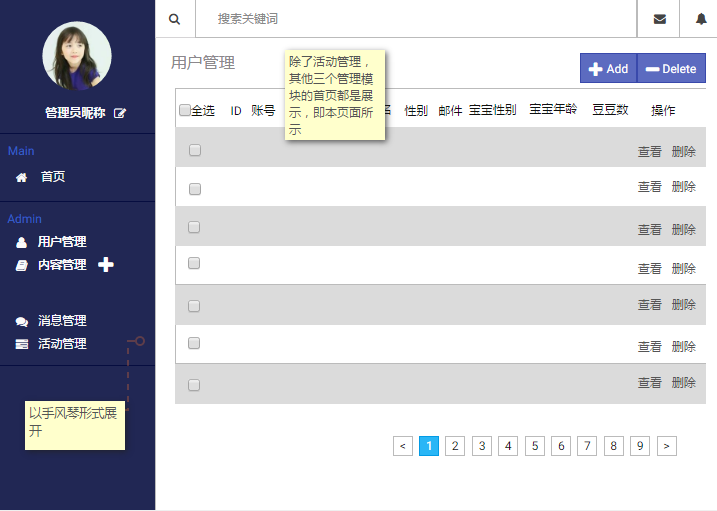 搜索关键词
管理员昵称
Main
首页
Admin
用户管理
内容管理
消息管理
活动管理
以手风琴形式展
开
用户管理
除了活动管理，
其他三个管理模
块的首页都是展
示，即本页面所
示
Add Delete
全选 ID 账号 性别 邮件 宝宝性别 宝宝年龄 豆豆数 操作
查看 删除
查看 删除
查看 删除
查看 删除
查看 删除
查看 删除
查看 删除
< 1 2 3 4 5 6 7 8 9 >